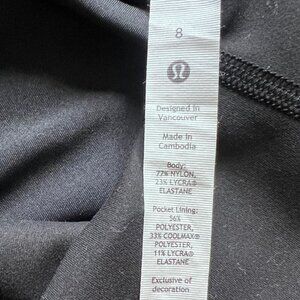 8
Designed in
Vancouver
Made in
Cambodia
Body:
77% NYLON,
23% LYCRA®
ELASTANE
Pocket Lining:
56%
POLYESTER,
33% COOLMAX®
POLYESTER,
11% LYCRA®
ELASTANE
Exclusive of
decoration